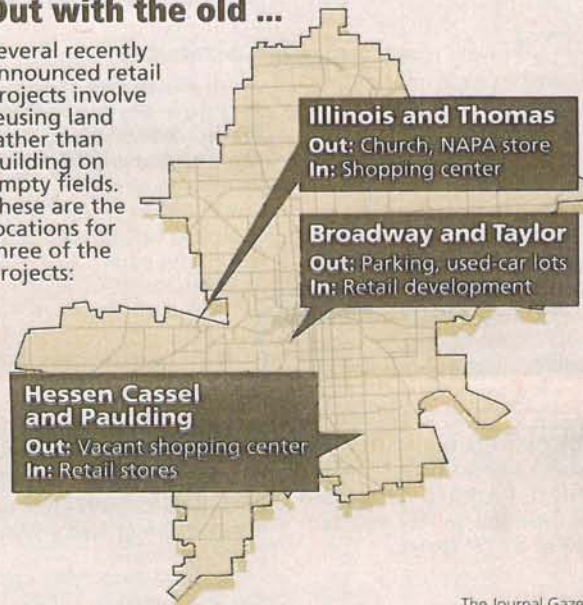 Out with the old ...
everal recently
nnounced retail
rojects involve
eusing land
ather than
uilding on
mpty fields.
hese are the
ocations for
hree of the
rojects:
Illinois and Thomas
Out: Church, NAPA store
In: Shopping center
Broadway and Taylor
Out: Parking, used-car lots
In: Retail development
Hessen Cassel
and Paulding
Out: Vacant shopping center
In: Retail stores
The Journal Gaze